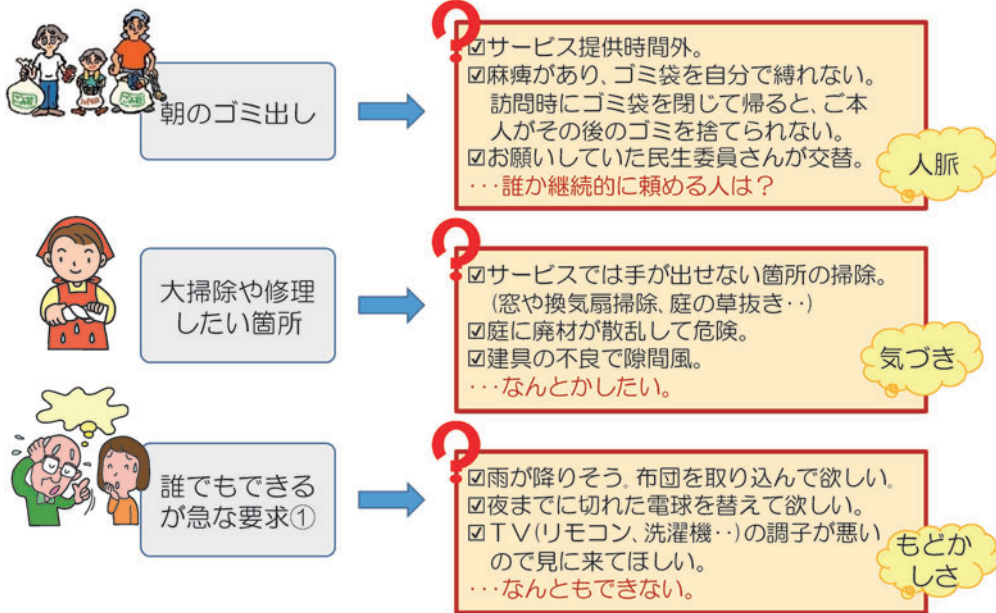 朝のゴミ出し
☑サービス提供時間外。
☑麻痺があり、ゴミ袋を自分で縛れない。
訪問時にゴミ袋を閉じて帰ると、ご本
人がその後のゴミを捨てられない。
☑お願いしていた民生委員さんが交替。
･･･誰か継続的に頼める人は？
人脈
大掃除や修理
したい箇所
☑サービスでは手が出せない箇所の掃除。
(窓や換気扇掃除、庭の草抜き‥)
☑庭に廃材が散乱して危険。
☑建具の不良で隙間風。
･･･なんとかしたい。
気づき
誰でもできる
が急な要求①
☑雨が降りそう。布団を取り込んで欲しい。
☑夜までに切れた電球を替えて欲しい。
☑ＴＶ(リモコン、洗濯機‥)の調子が悪い
ので見に来てほしい。
･･･なんともできない。
もどか
しさ